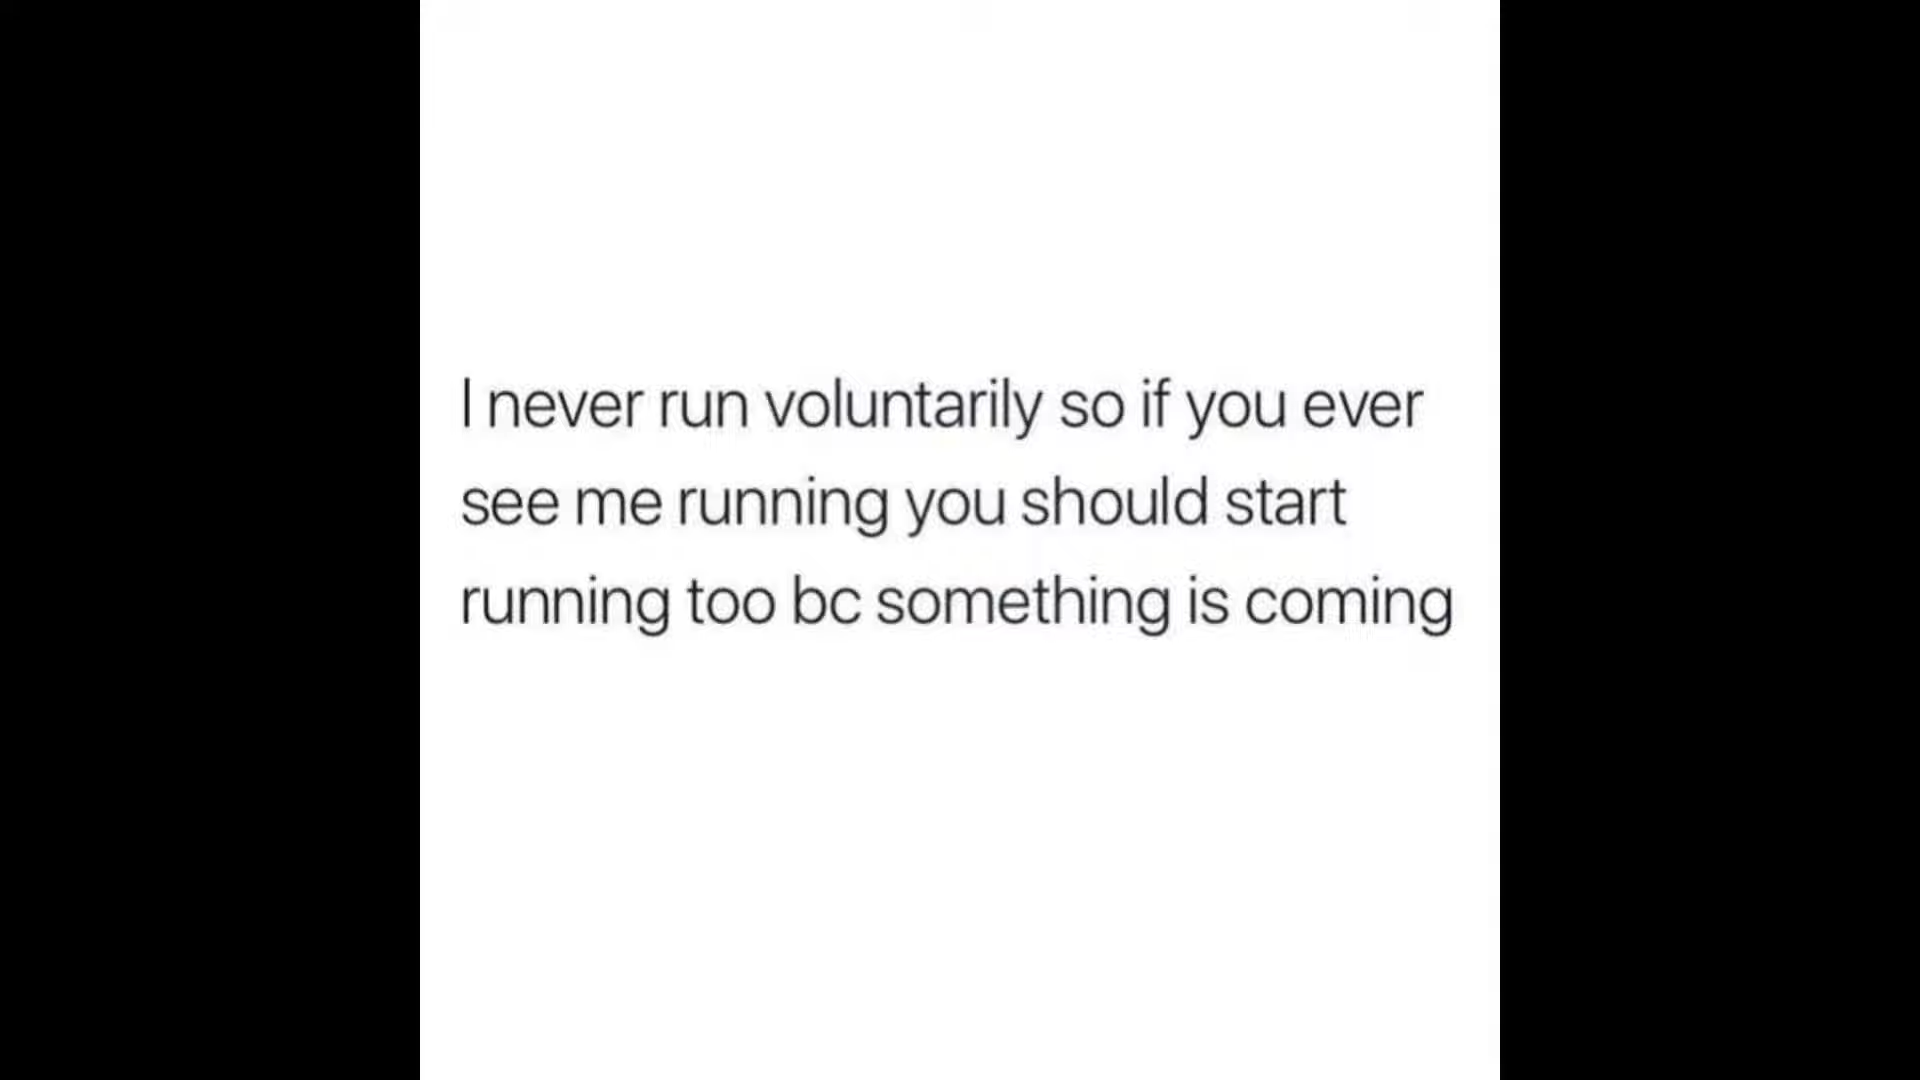 I never run voluntarily so if you ever
see me running you should start
running too bc something is coming